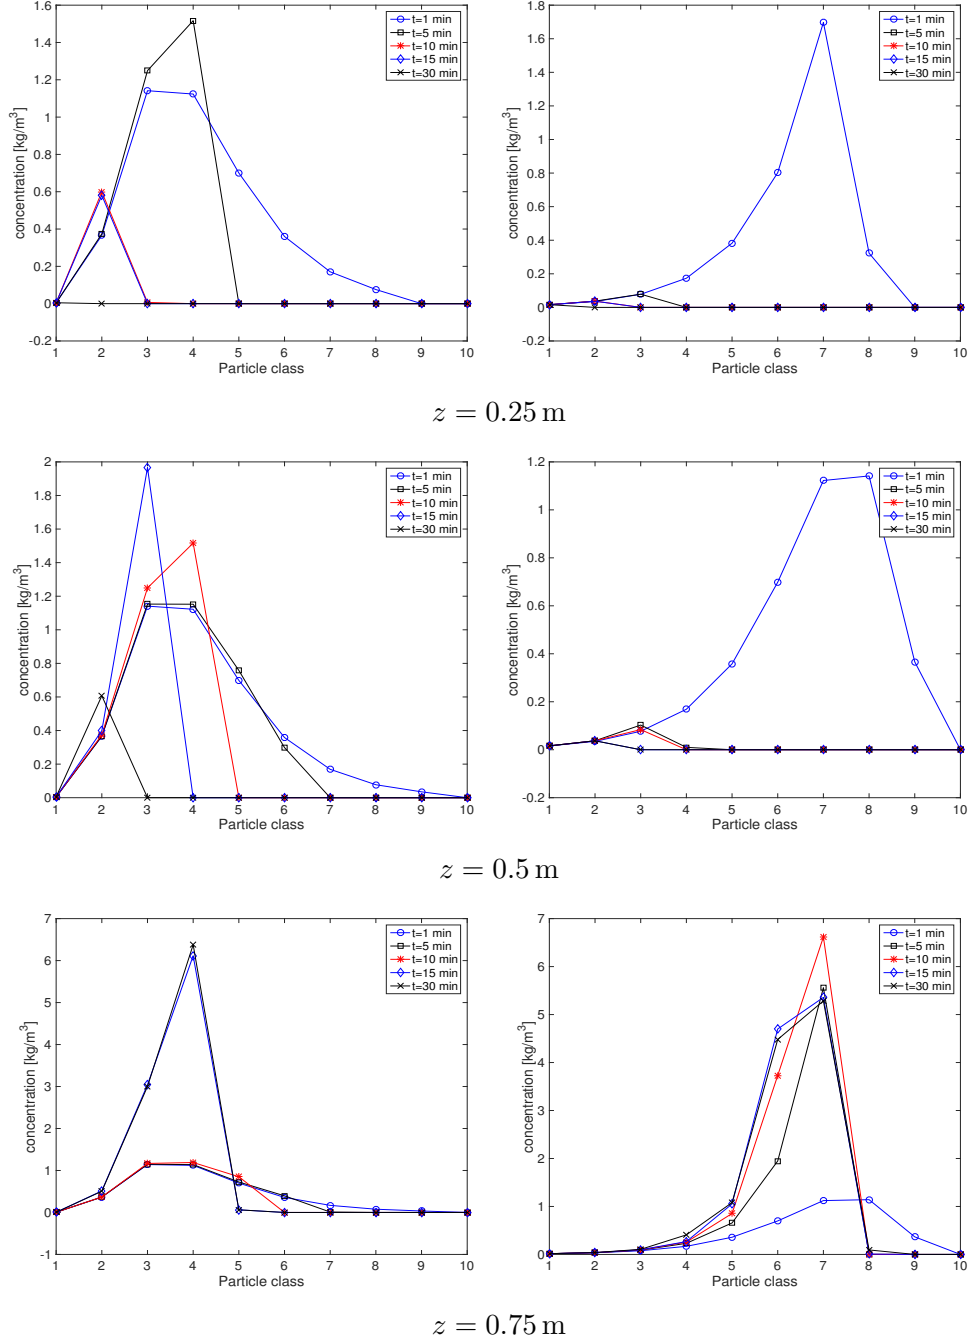 1.6
1.4
1.2
1
0.8
0.6
0.4
0.2
0
-0.2
concentration [kg/m³]
1 2 3 4 5 6 7 8 9 10
Particle class
t=1 min
t=5 min
t=10 min
t=15 min
t=30 min
1.8
1.6
1.4
1.2
1
0.8
0.6
0.4
0.2
0
-0.2
concentration [kg/m³]
1 2 3 4 5 6 7 8 9 10
Particle class
t=1 min
t=5 min
t=10 min
t=15 min
t=30 min
z = 0.25 m
2
1.8
1.6
1.4
1.2
1
0.8
0.6
0.4
0.2
0
concentration [kg/m³]
1 2 3 4 5 6 7 8 9 10
Particle class
t=1 min
t=5 min
t=10 min
t=15 min
t=30 min
1.2
1
0.8
0.6
0.4
0.2
0
-0.2
concentration [kg/m³]
1 2 3 4 5 6 7 8 9 10
Particle class
t=1 min
t=5 min
t=10 min
t=15 min
t=30 min
z = 0.5 m
7
6
5
4
3
2
1
0
-1
concentration [kg/m³]
1 2 3 4 5 6 7 8 9 10
Particle class
t=1 min
t=5 min
t=10 min
t=15 min
t=30 min
7
6
5
4
3
2
1
0
concentration [kg/m³]
1 2 3 4 5 6 7 8 9 10
Particle class
t=1 min
t=5 min
t=10 min
t=15 min
t=30 min
z = 0.75 m